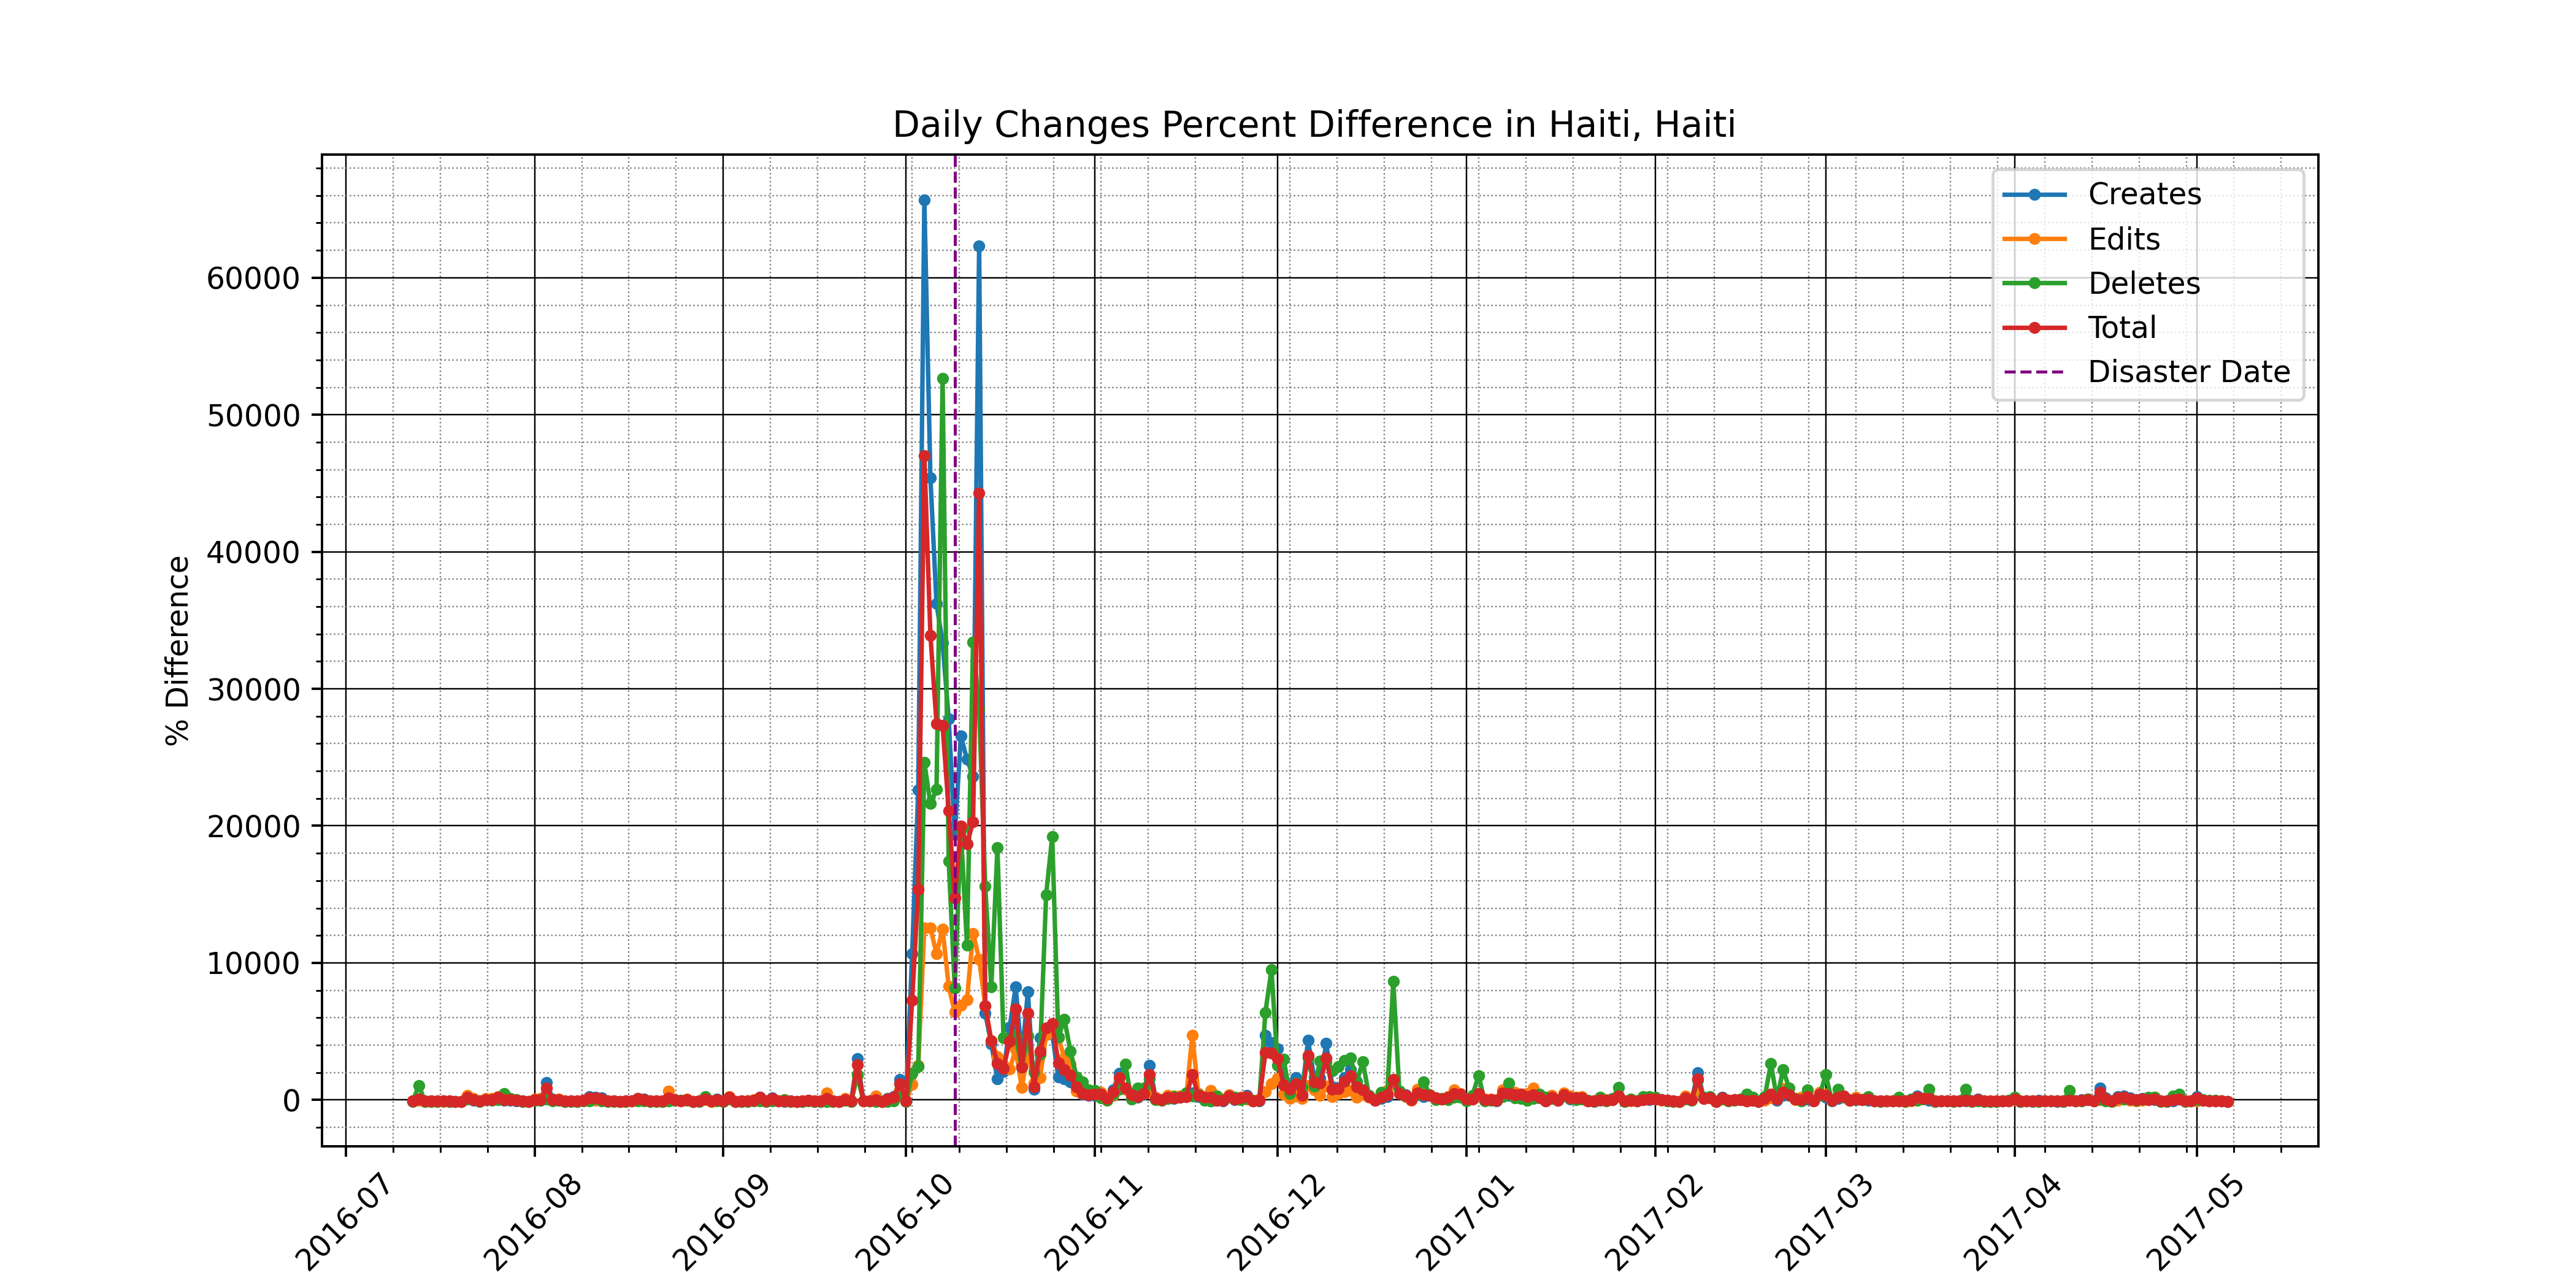 Daily Changes Percent Difference in Haiti, Haiti
Creates
Edits
Deletes
Total
Disaster Date
% Difference
60000
50000
40000
30000
20000
10000
0
2016-07
2016-08
2016-09
2016-10
2016-11
2016-12
2017-01
2017-02
2017-03
2017-04
2017-05